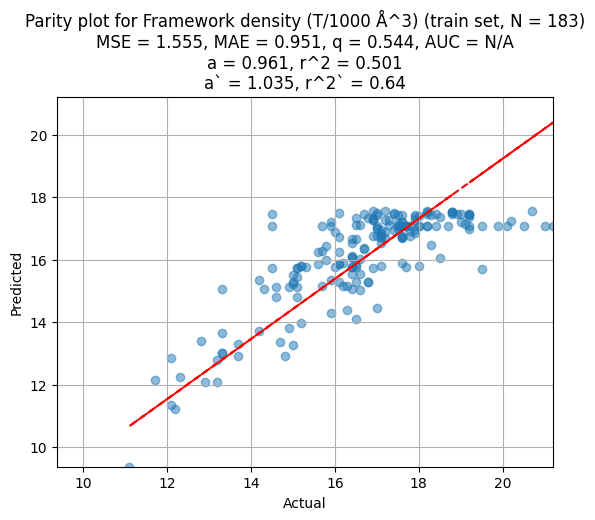 Parity plot for Framework density (T/1000 Å^3) (train set, N = 183)
MSE = 1.555, MAE = 0.951, q = 0.544, AUC = N/A
a = 0.961, r^2 = 0.501
a` = 1.035, r^2` = 0.64
20
18
16
14
12
10
Predicted
10 12 14 16 18 20
Actual